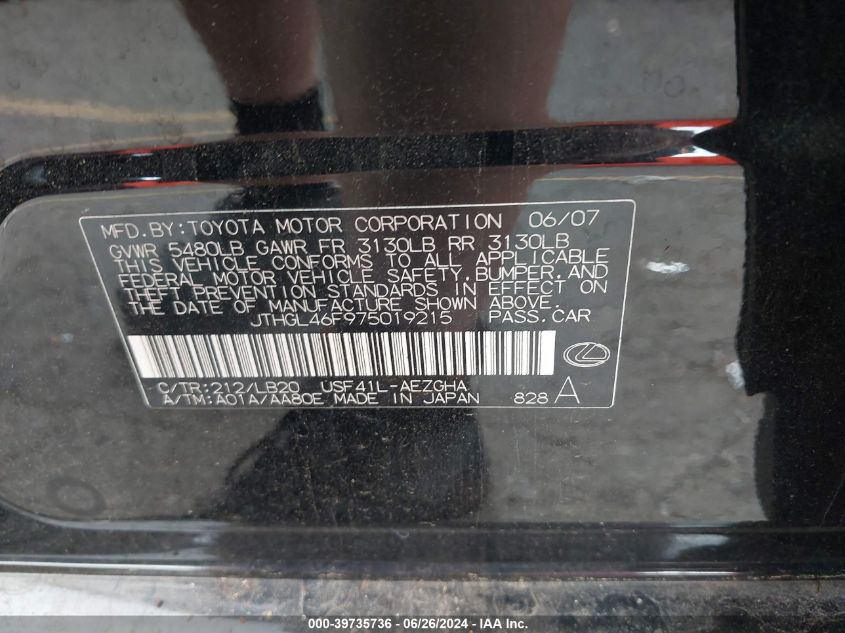 MFD.BY:TOYOTA MOTOR CORPORATION 06/07
GVWR 5480LB GAWR FR 3130LB RR 3130LB
THIS VEHICLE CONFORMS TO ALL APPLICABLE
FEDERAL MOTOR VEHICLE SAFETY,BUMPER,AND
THEFT PREVENTION STANDARDS IN EFFECT ON
THE DATE OF MANUFACTURE SHOWN ABOVE.
JTHGL46F975019215 PASS.CAR
C/TR:212/LB20 USF41L-AEZGHA
A/TM:A01A/AA80E MADE IN JAPAN 828 A
000-39735736 - 06/26/2024 - IAA Inc.